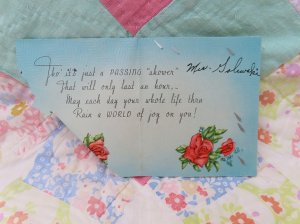 Tho' it's just a PASSING "shower"
That will only last an hour,..
May each day your whole life thru
Rain a WORLD of joy on you!
Mrs.